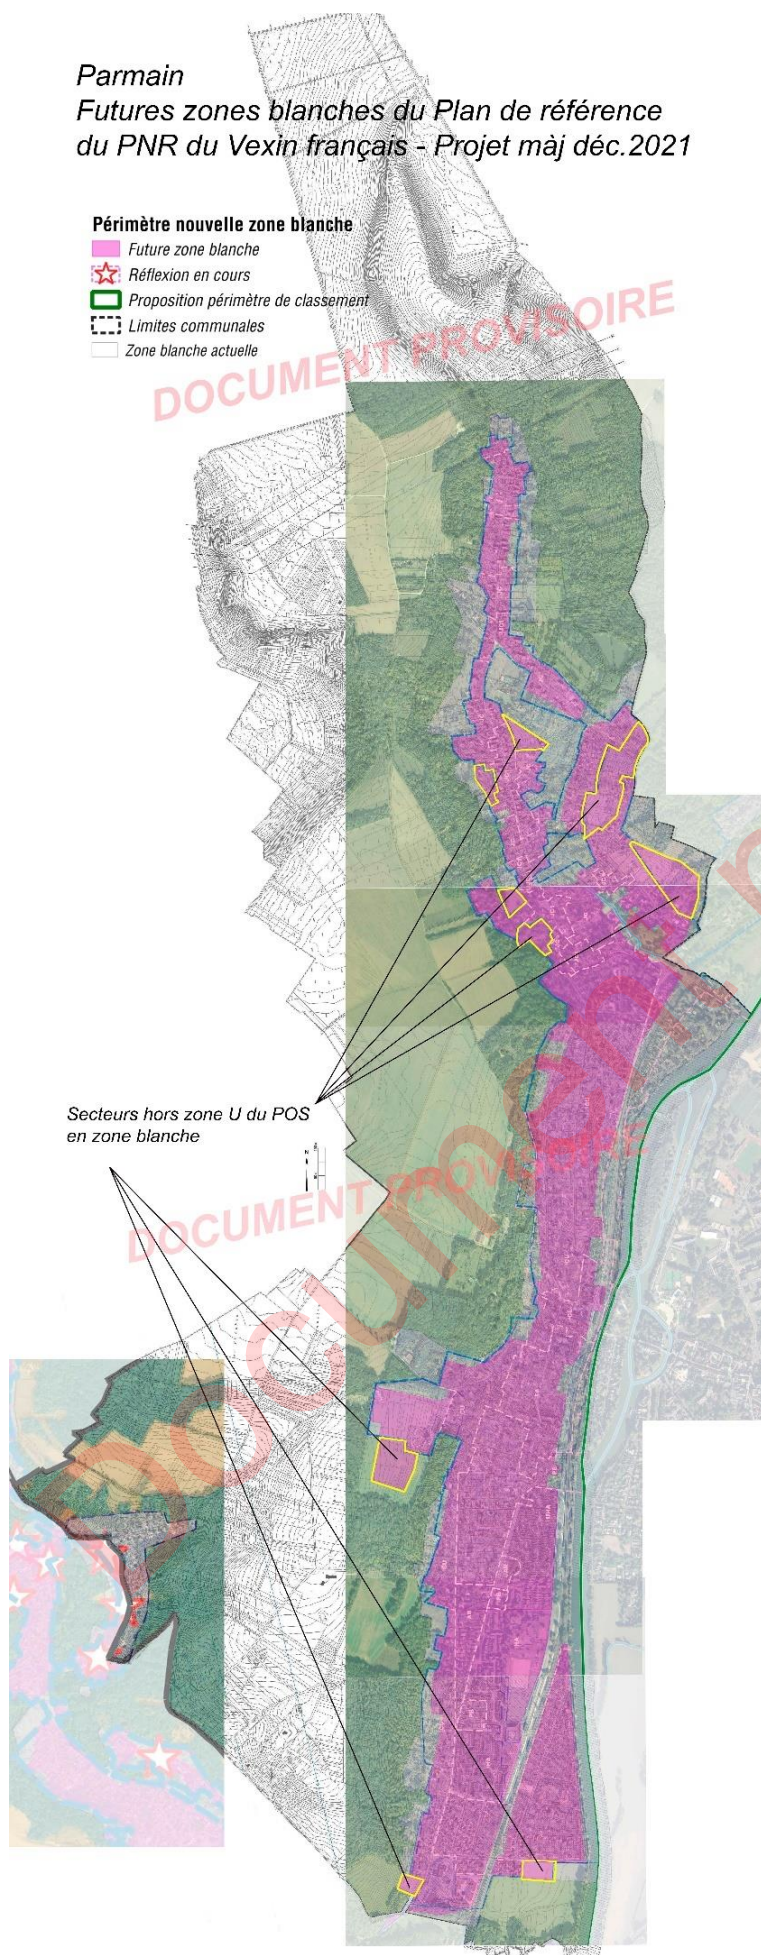 Parmain
Futures zones blanches du Plan de référence
du PNR du Vexin français - Projet màj déc.2021
Périmètre nouvelle zone blanche
Future zone blanche
Réflexion en cours
Proposition périmètre de classement
Limites communales
Zone blanche actuelle
DOCUMENT PROVISOIRE
Secteurs hors zone U du POS
en zone blanche
N
DOCUMENT PROVISOIRE